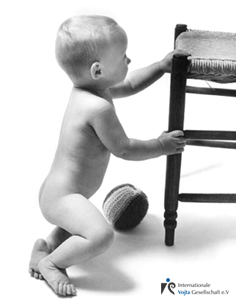 Internationale
Vojta Gesellschaft e.V